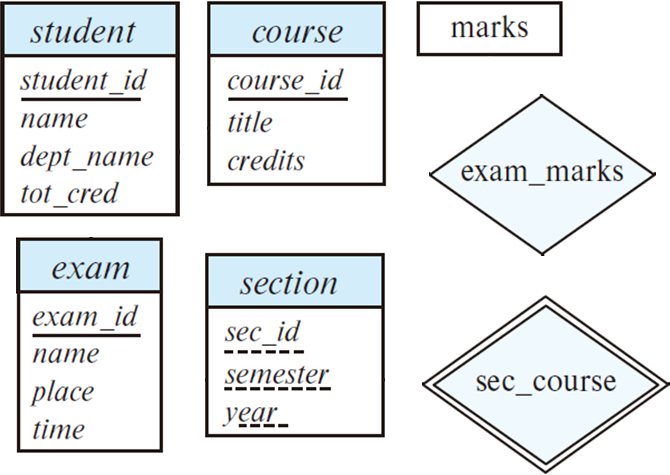 student
student_id
name
dept_name
tot_cred
course
course_id
title
credits
marks
exam_marks
exam
exam_id
name
place
time
section
sec_id
semester
year
sec_course